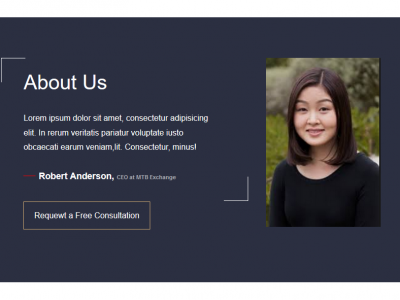 About Us
Lorem ipsum dolor sit amet, consectetur adipisicing
elit. In rerum veritatis pariatur voluptate iusto
obcaecati earum veniam,lit. Consectetur, minus!
Robert Anderson, CEO at MTB Exchange
Requewt a Free Consultation